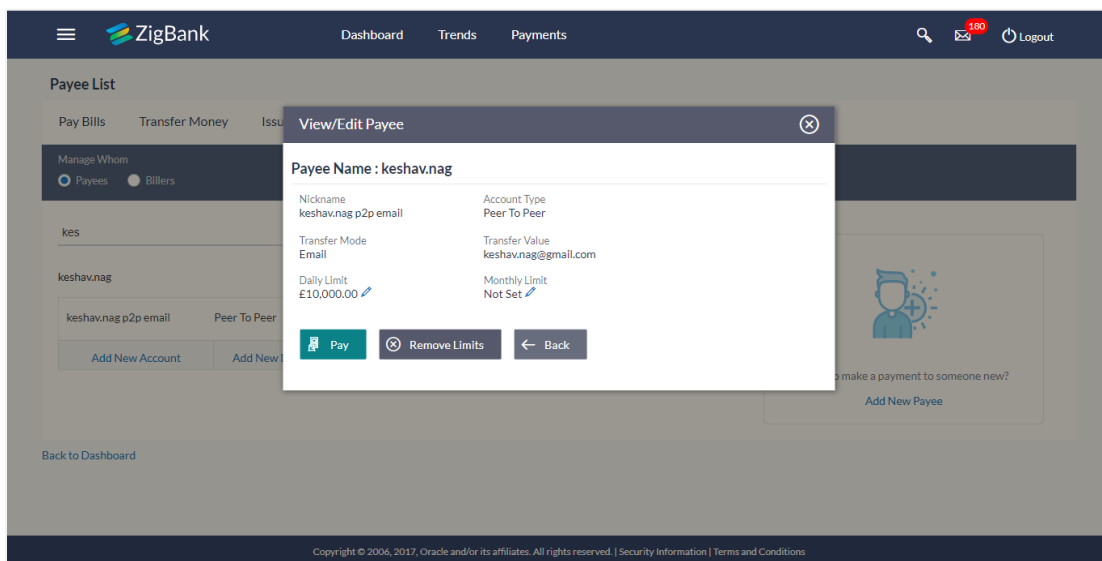 ZigBank Dashboard Trends Payments 180 Logout
Payee List
Pay Bills Transfer Money
View/Edit Payee
Manage Whom
Payees Billers
Payee Name : keshav.nag
Nickname Account Type
keshav.nag p2p email Peer To Peer
kes
Transfer Mode Transfer Value
Email keshav.nag@gmail.com
keshav.nag
Daily Limit Monthly Limit
£10,000.00 Not Set
keshav.nag p2p email Peer To Peer
Pay Remove Limits Back
Add New Account Add New
make a payment to someone new?
Add New Payee
Back to Dashboard
Copyright © 2006, 2017, Oracle and/or its affiliates. All rights reserved. | Security Information | Terms and Conditions